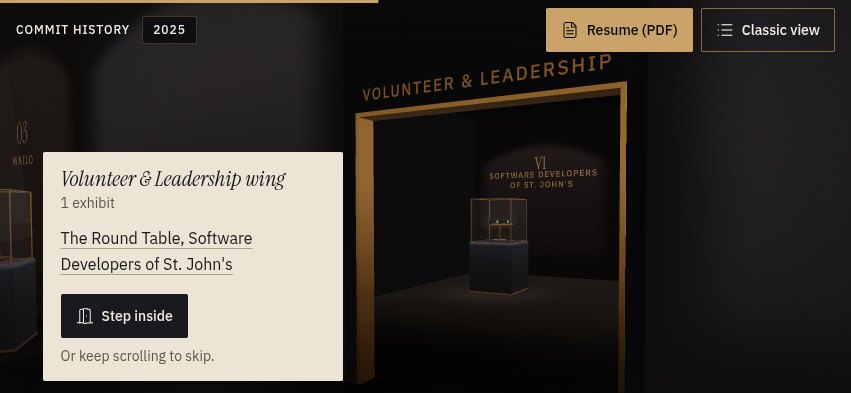 COMMIT HISTORY
2025
Resume (PDF)
Classic view
VOLUNTEER & LEADERSHIP
03
WAILO
VI
SOFTWARE DEVELOPERS
OF ST. JOHN'S
Volunteer & Leadership wing
1 exhibit
The Round Table, Software
Developers of St. John's
Step inside
Or keep scrolling to skip.